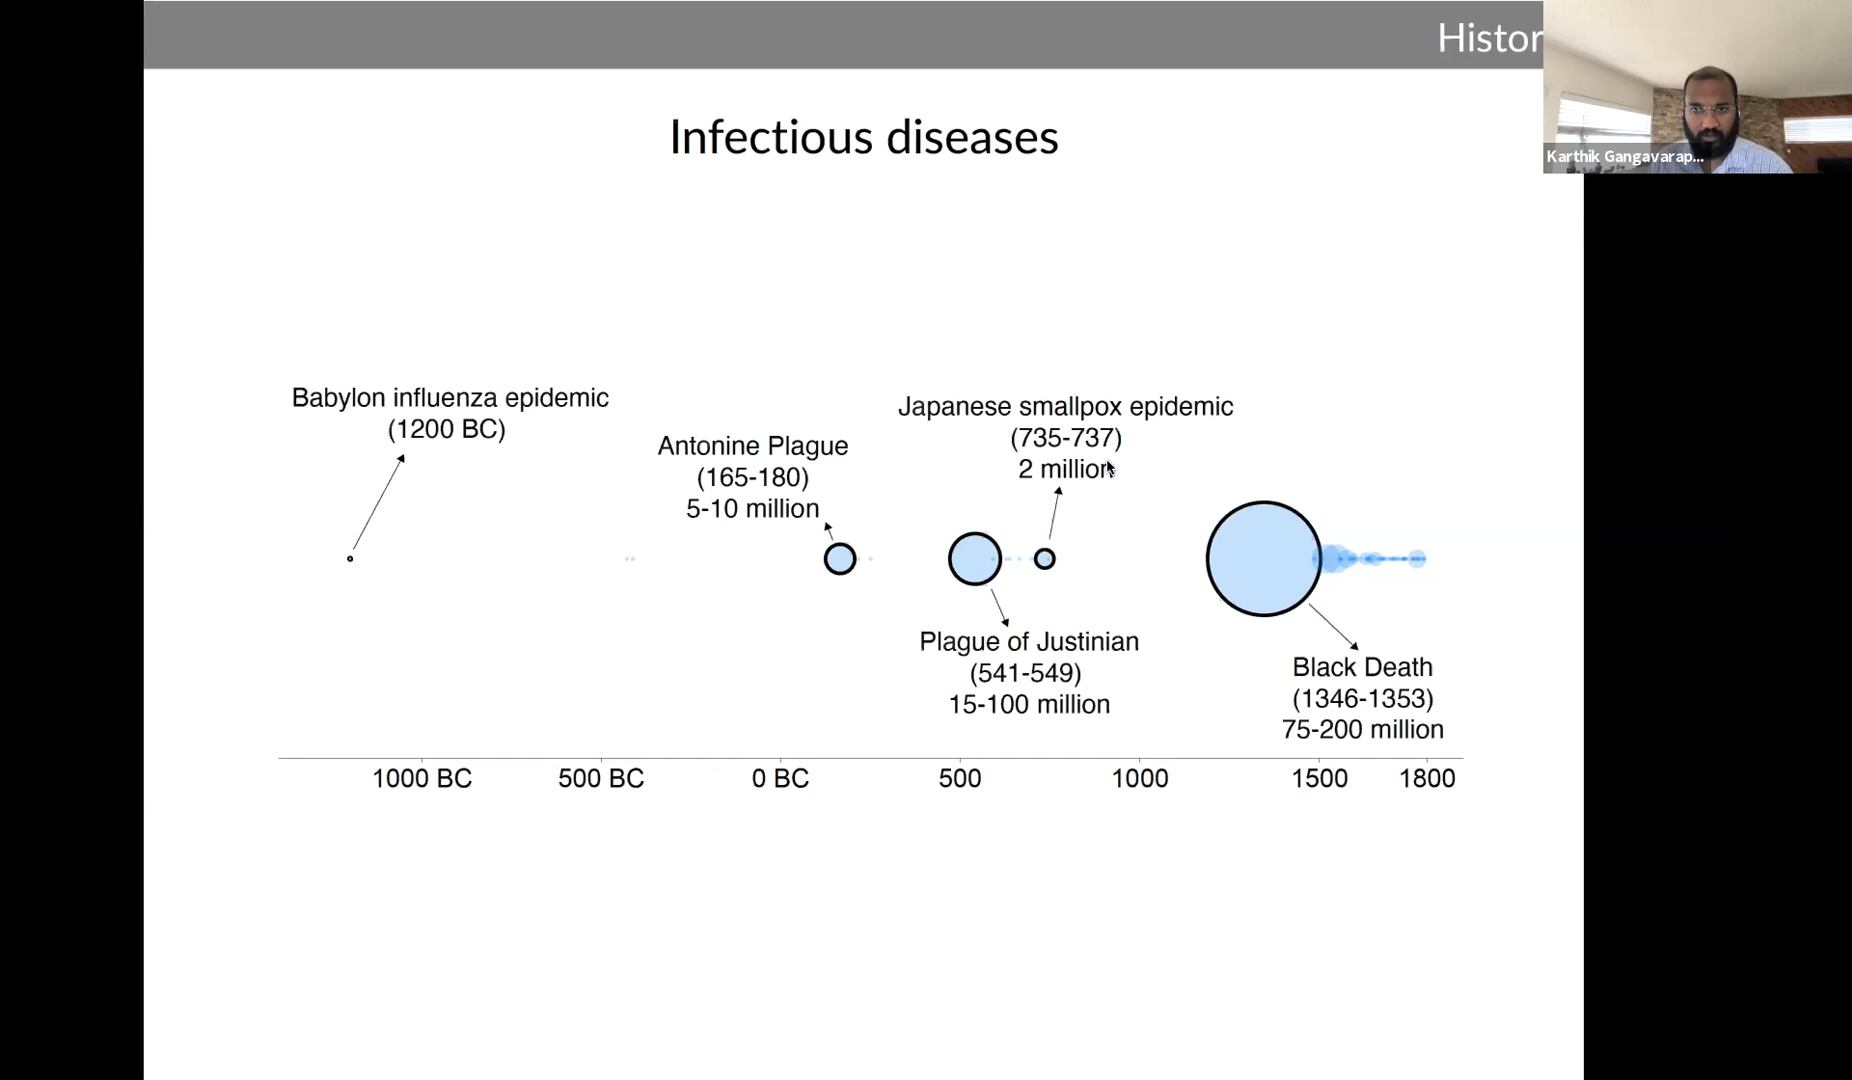 Histor
Karthik Gangavarap...
Infectious diseases
Babylon influenza epidemic
(1200 BC)
Antonine Plague
(165-180)
5-10 million
Japanese smallpox epidemic
(735-737)
2 million
Plague of Justinian
(541-549)
15-100 million
Black Death
(1346-1353)
75-200 million
1000 BC 500 BC 0 BC 500 1000 1500 1800